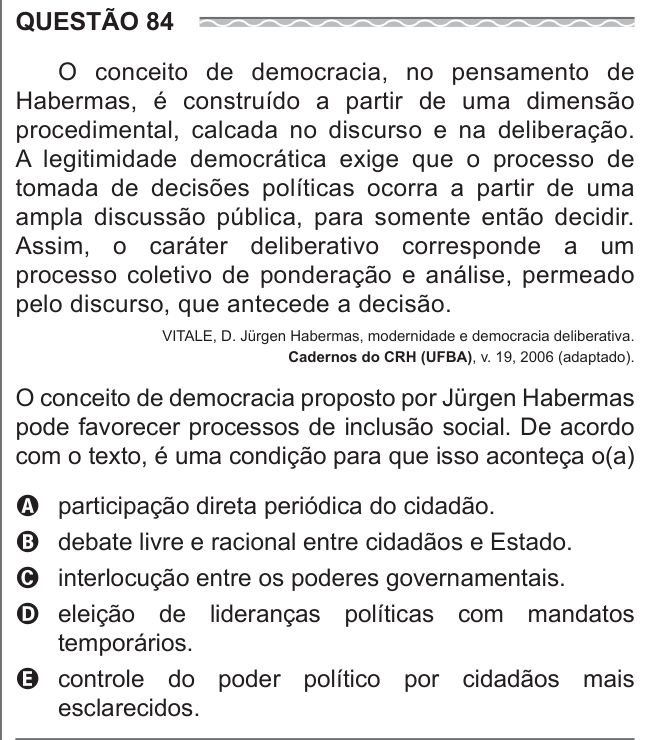 QUESTÃO 84
O conceito de democracia, no pensamento de
Habermas, é construído a partir de uma dimensão
procedimental, calcada no discurso e na deliberação.
A legitimidade democrática exige que o processo de
tomada de decisões políticas ocorra a partir de uma
ampla discussão pública, para somente então decidir.
Assim, o caráter deliberativo corresponde a um
processo coletivo de ponderação e análise, permeado
pelo discurso, que antecede a decisão.
VITALE, D. Jürgen Habermas, modernidade e democracia deliberativa.
Cadernos do CRH (UFBA), v. 19, 2006 (adaptado).
O conceito de democracia proposto por Jürgen Habermas
pode favorecer processos de inclusão social. De acordo
com o texto, é uma condição para que isso aconteça o(a)
A participação direta periódica do cidadão.
B debate livre e racional entre cidadãos e Estado.
C interlocução entre os poderes governamentais.
D eleição de lideranças políticas com mandatos
temporários.
E controle do poder político por cidadãos mais
esclarecidos.